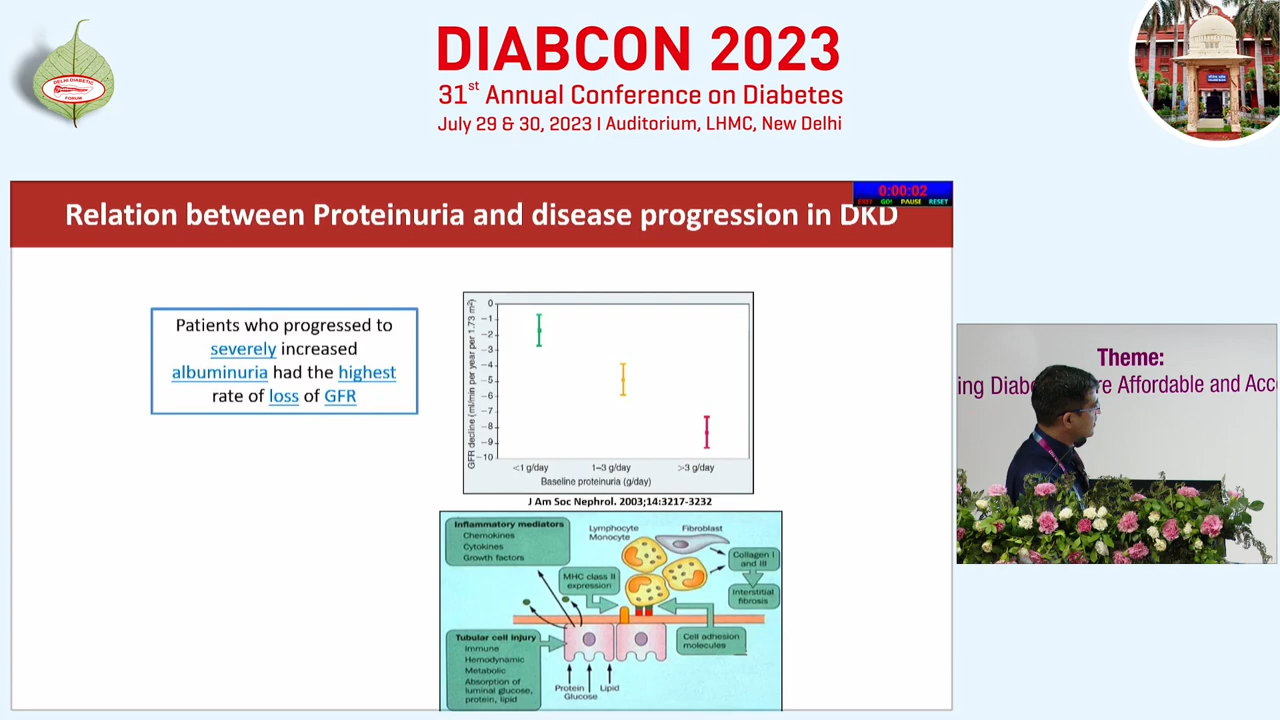 DIABCON 2023
31st Annual Conference on Diabetes
July 29 & 30, 2023 | Auditorium, LHMC, New Delhi
DELHI DIABETIC
FORUM
Relation between Proteinuria and disease progression in DKD
0:00:02
EXIT GO! PAUSE RESET
Patients who progressed to
severely increased
albuminuria had the highest
rate of loss of GFR
GFR decline (ml/min per year per 1.73 m²)
0
−1
−2
−3
−4
−5
−6
−7
−8
−9
−10
<1 g/day 1–3 g/day >3 g/day
Baseline proteinuria (g/day)
J Am Soc Nephrol. 2003;14:3217-3232
Inflammatory mediators
Chemokines
Cytokines
Growth factors
Lymphocyte
Monocyte
Fibroblast
Collagen I
and III
MHC class II
expression
Interstitial
fibrosis
Cell adhesion
molecules
Tubular cell injury
Immune
Hemodynamic
Metabolic
Absorption of
luminal glucose,
protein, lipid
Protein
Glucose
Lipid
Theme:
ing Diab re Affordable and Acc